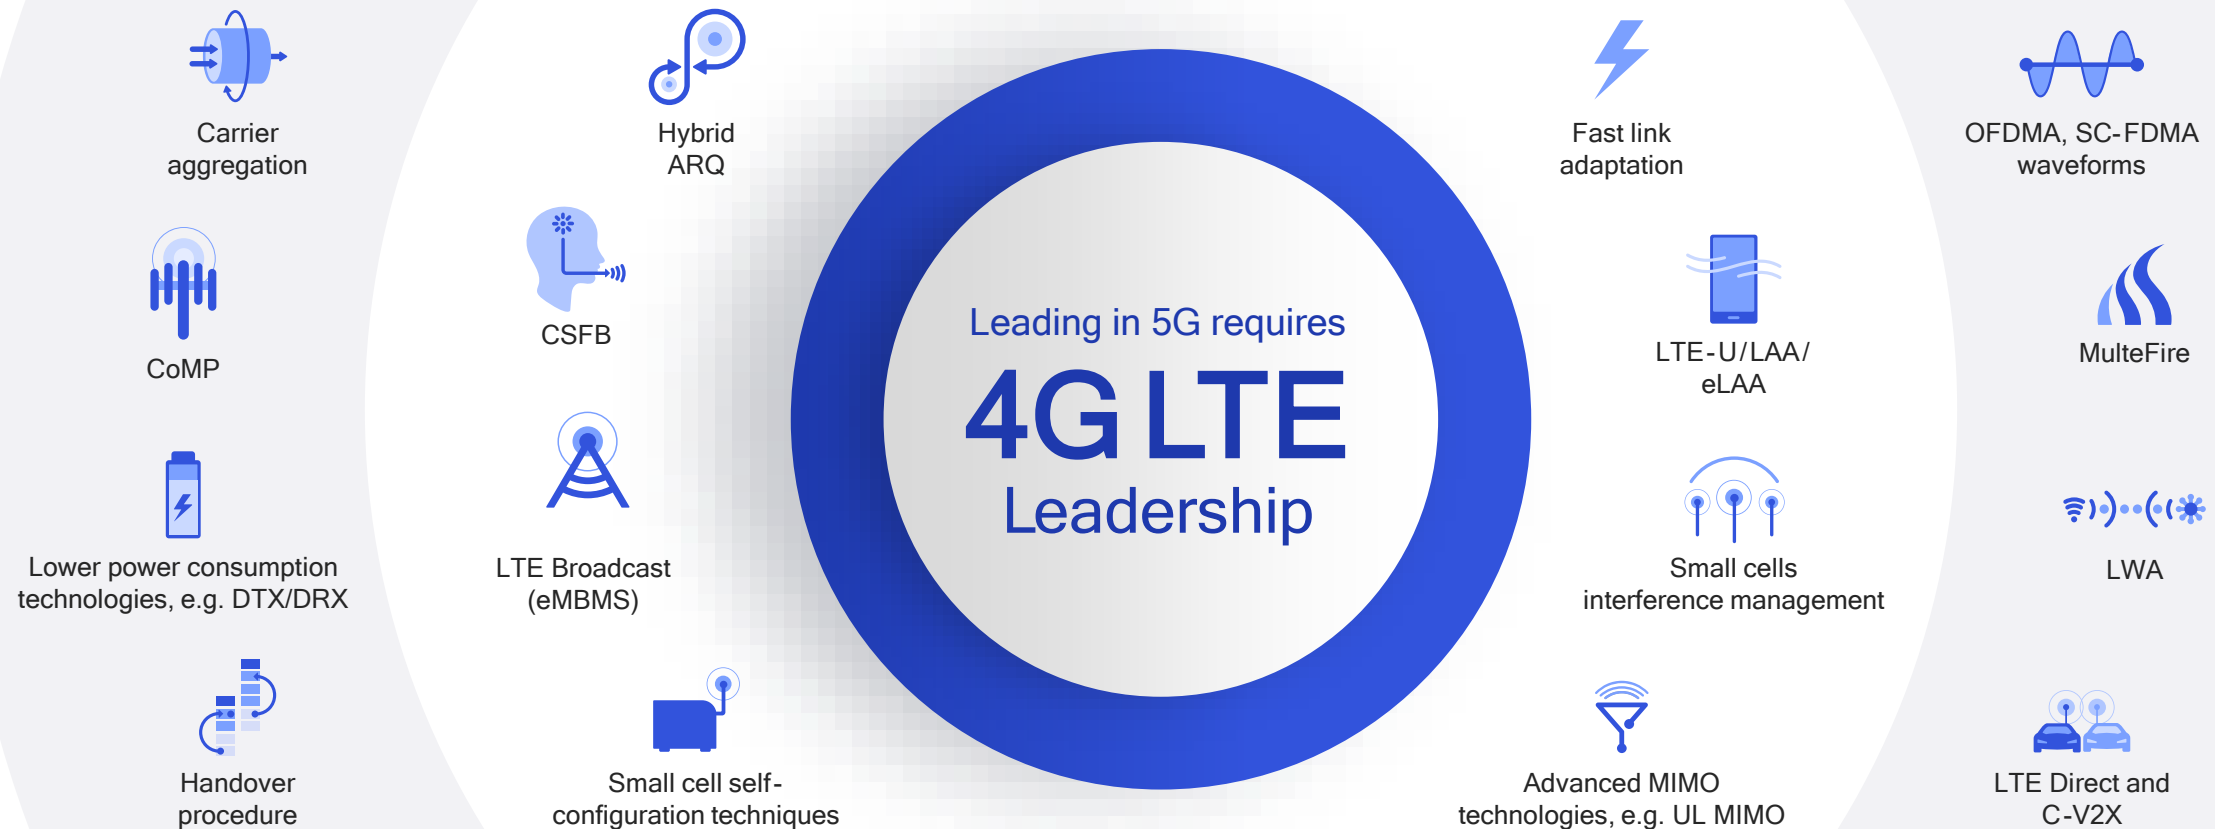 Carrier
aggregation
Hybrid
ARQ
Fast link
adaptation
OFDMA, SC-FDMA
waveforms
CoMP
CSFB
Leading in 5G requires
4G LTE
Leadership
LTE-U/LAA/
eLAA
MulteFire
Lower power consumption
technologies, e.g. DTX/DRX
LTE Broadcast
(eMBMS)
Small cells
interference management
LWA
Handover
procedure
Small cell self-
configuration techniques
Advanced MIMO
technologies, e.g. UL MIMO
LTE Direct and
C-V2X